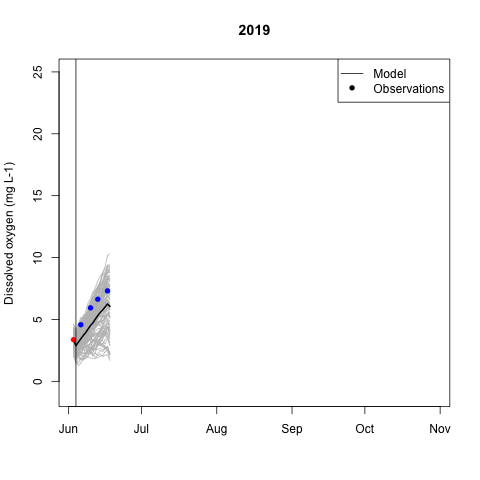 2019
Model
Observations
Dissolved oxygen (mg L-1)
25
20
15
10
5
0
Jun Jul Aug Sep Oct Nov